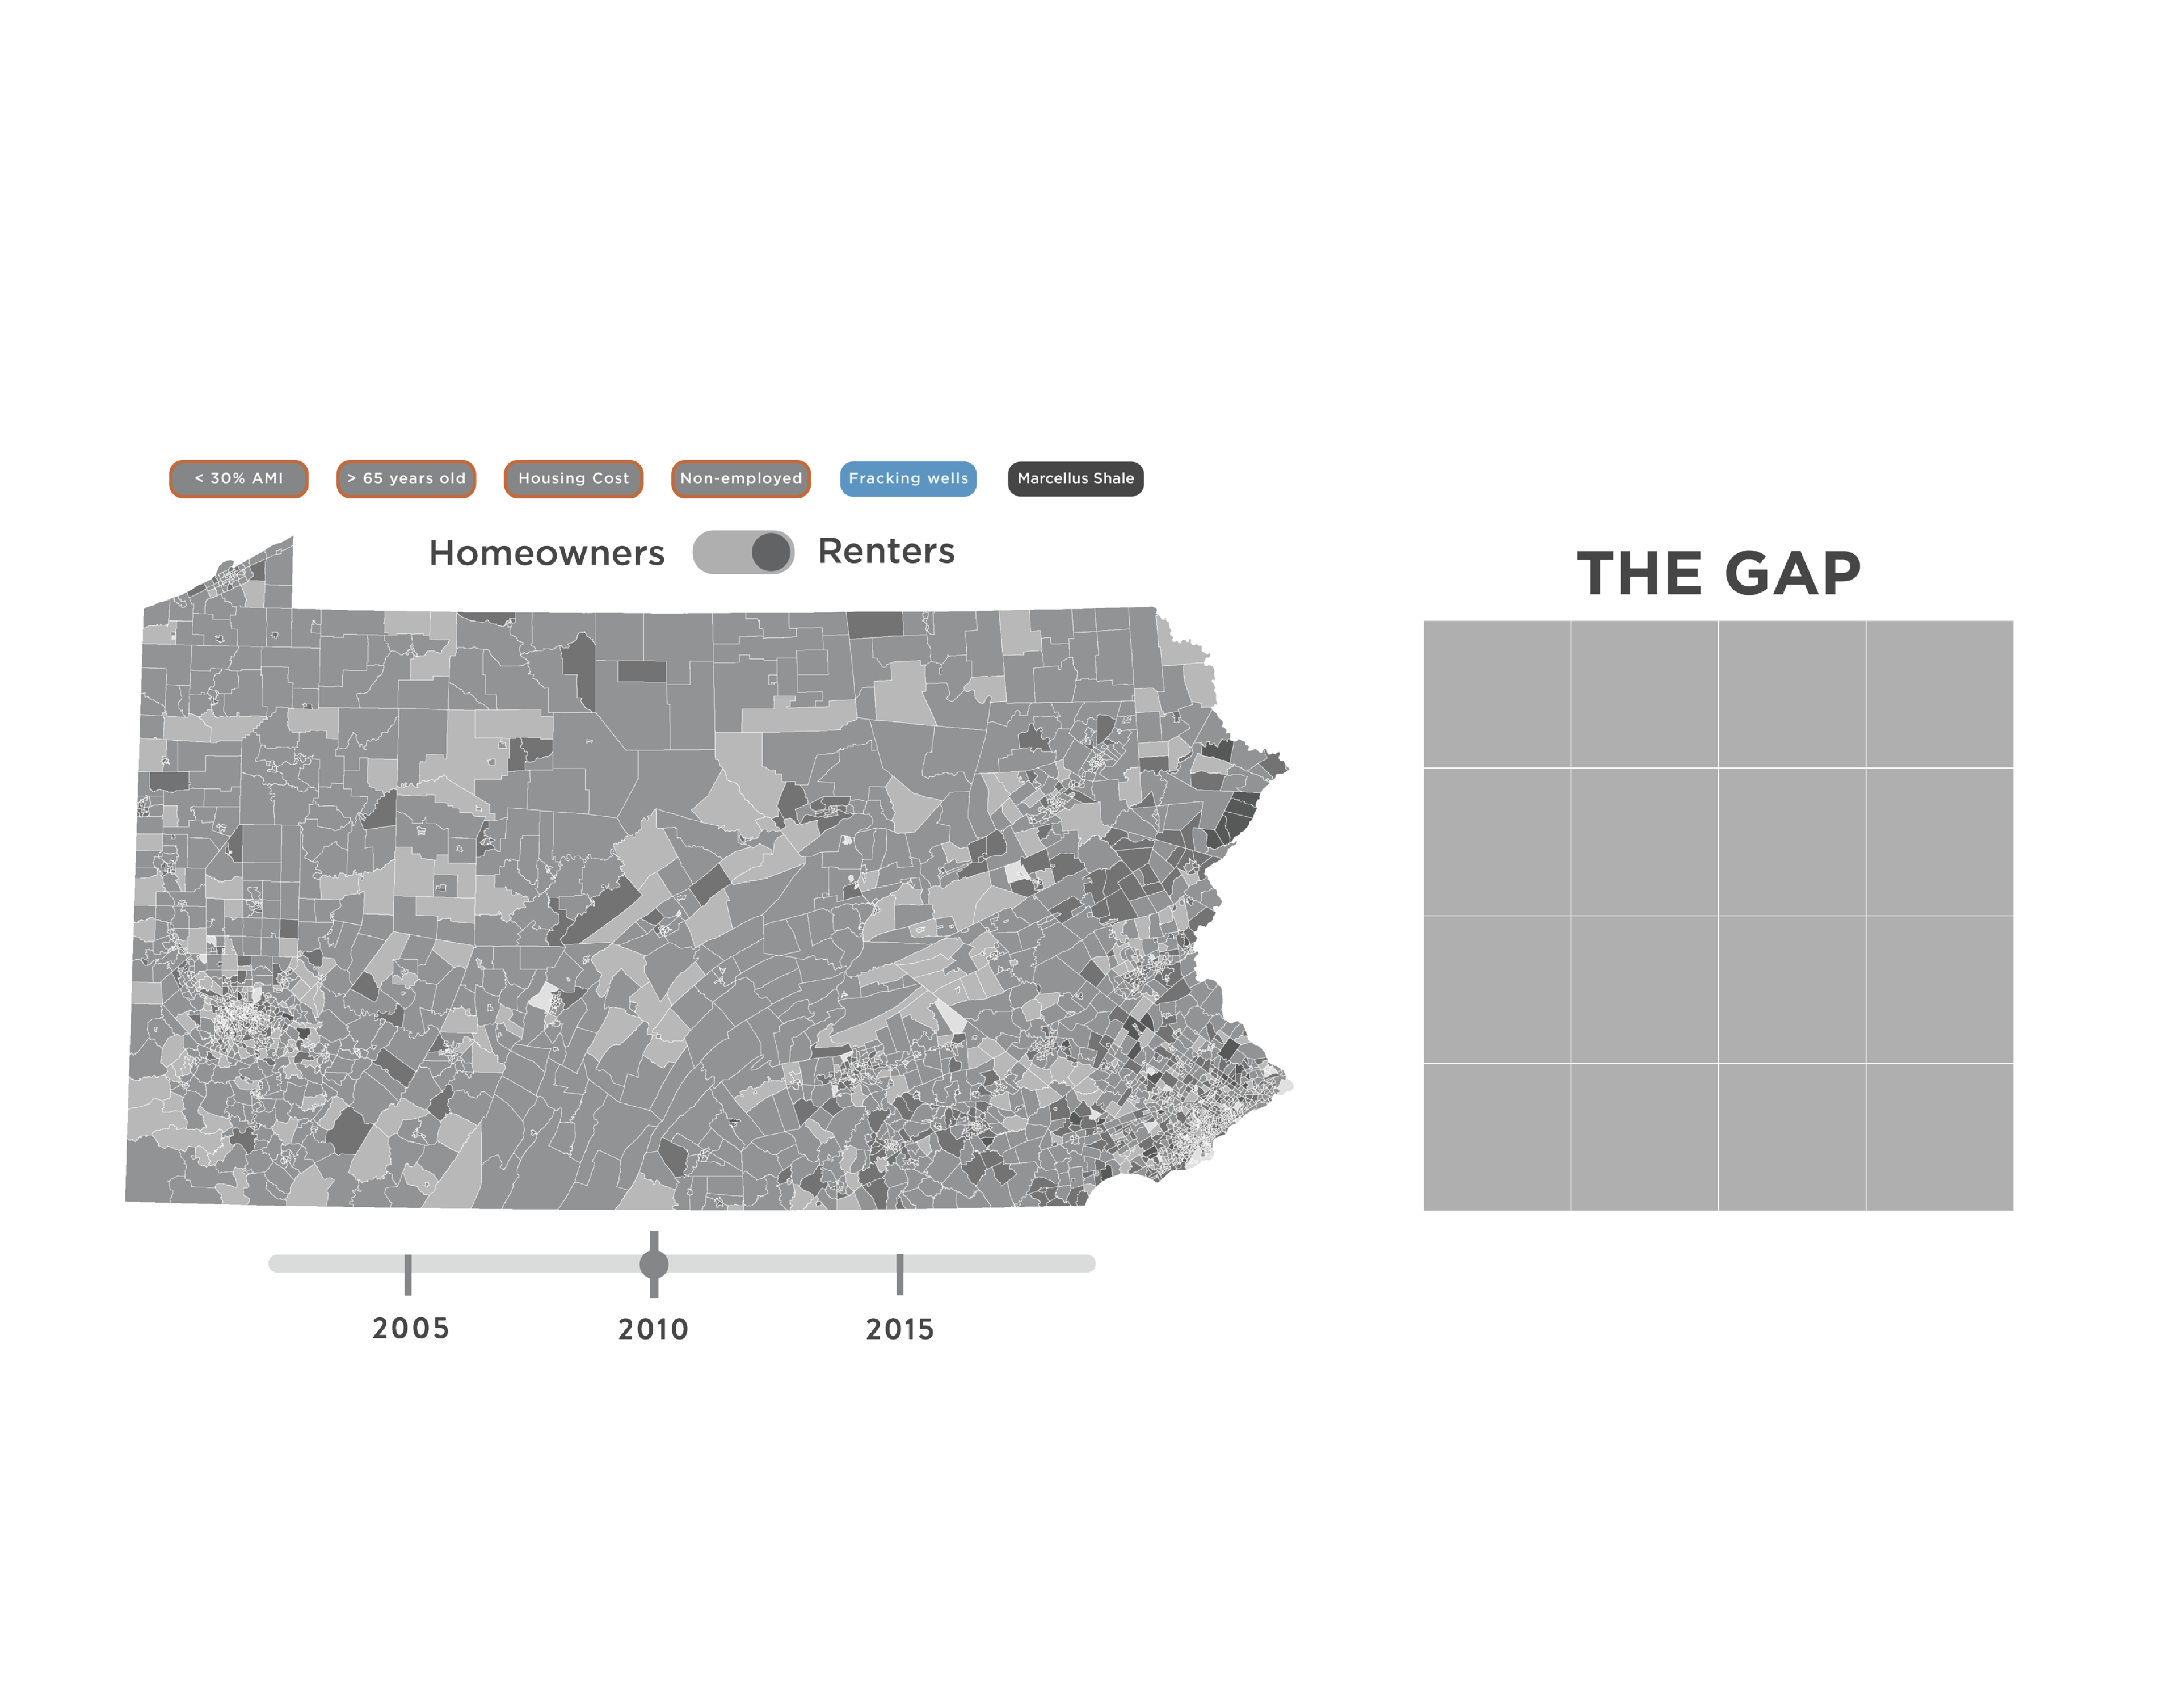 < 30% AMI
> 65 years old
Housing Cost
Non-employed
Fracking wells
Marcellus Shale
Homeowners
Renters
THE GAP
2005
2010
2015